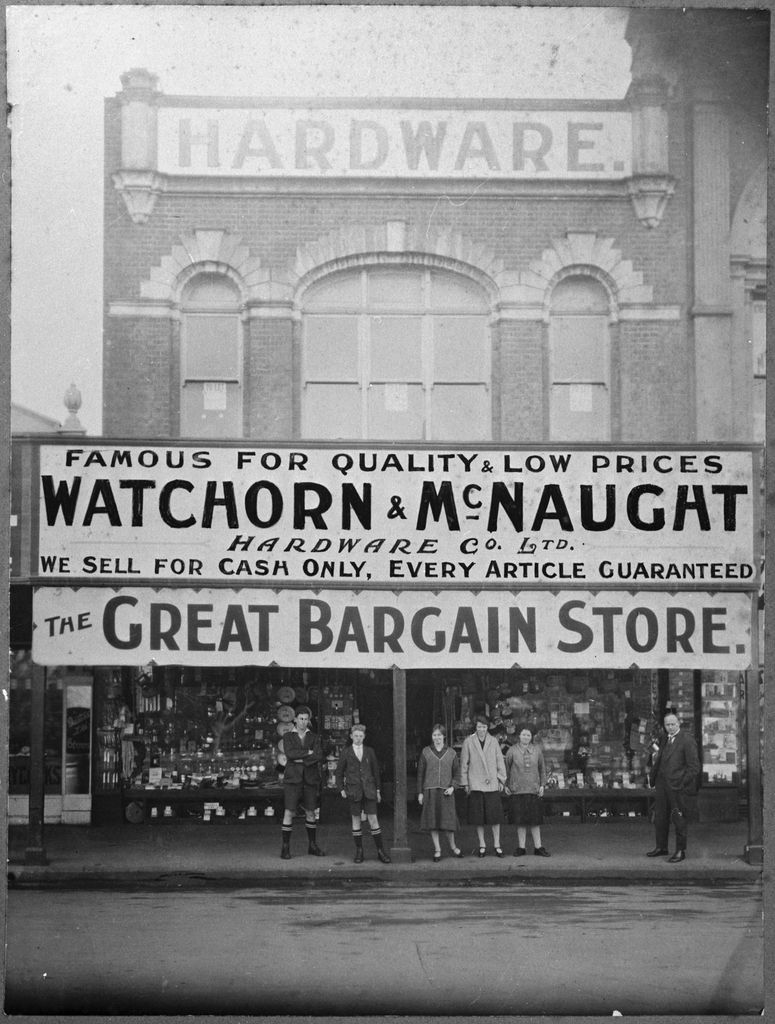 HARDWARE.
FAMOUS FOR QUALITY & LOW PRICES
WATCHORN & McNAUGHT
HARDWARE CO. LTD.
WE SELL FOR CASH ONLY, EVERY ARTICLE GUARANTEED
THE GREAT BARGAIN STORE.